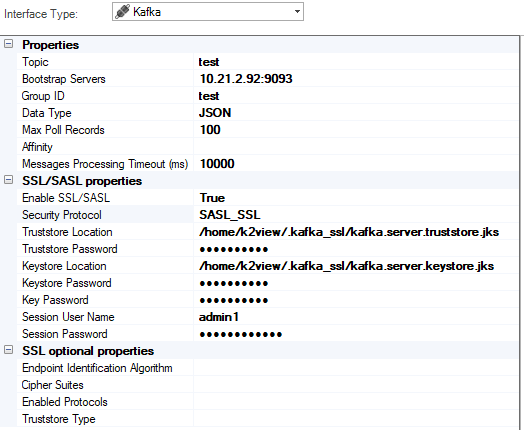 Interface Type: Kafka
Properties
Topic test
Bootstrap Servers 10.21.2.92:9093
Group ID test
Data Type JSON
Max Poll Records 100
Affinity
Messages Processing Timeout (ms) 10000
SSL/SASL properties
Enable SSL/SASL True
Security Protocol SASL_SSL
Truststore Location /home/k2view/.kafka_ssl/kafka.server.truststore.jks
Truststore Password ●●●●●●●●●●
Keystore Location /home/k2view/.kafka_ssl/kafka.server.keystore.jks
Keystore Password ●●●●●●●●●●
Key Password ●●●●●●●●●●
Session User Name admin1
Session Password ●●●●●●●●●●●●
SSL optional properties
Endpoint Identification Algorithm
Cipher Suites
Enabled Protocols
Truststore Type